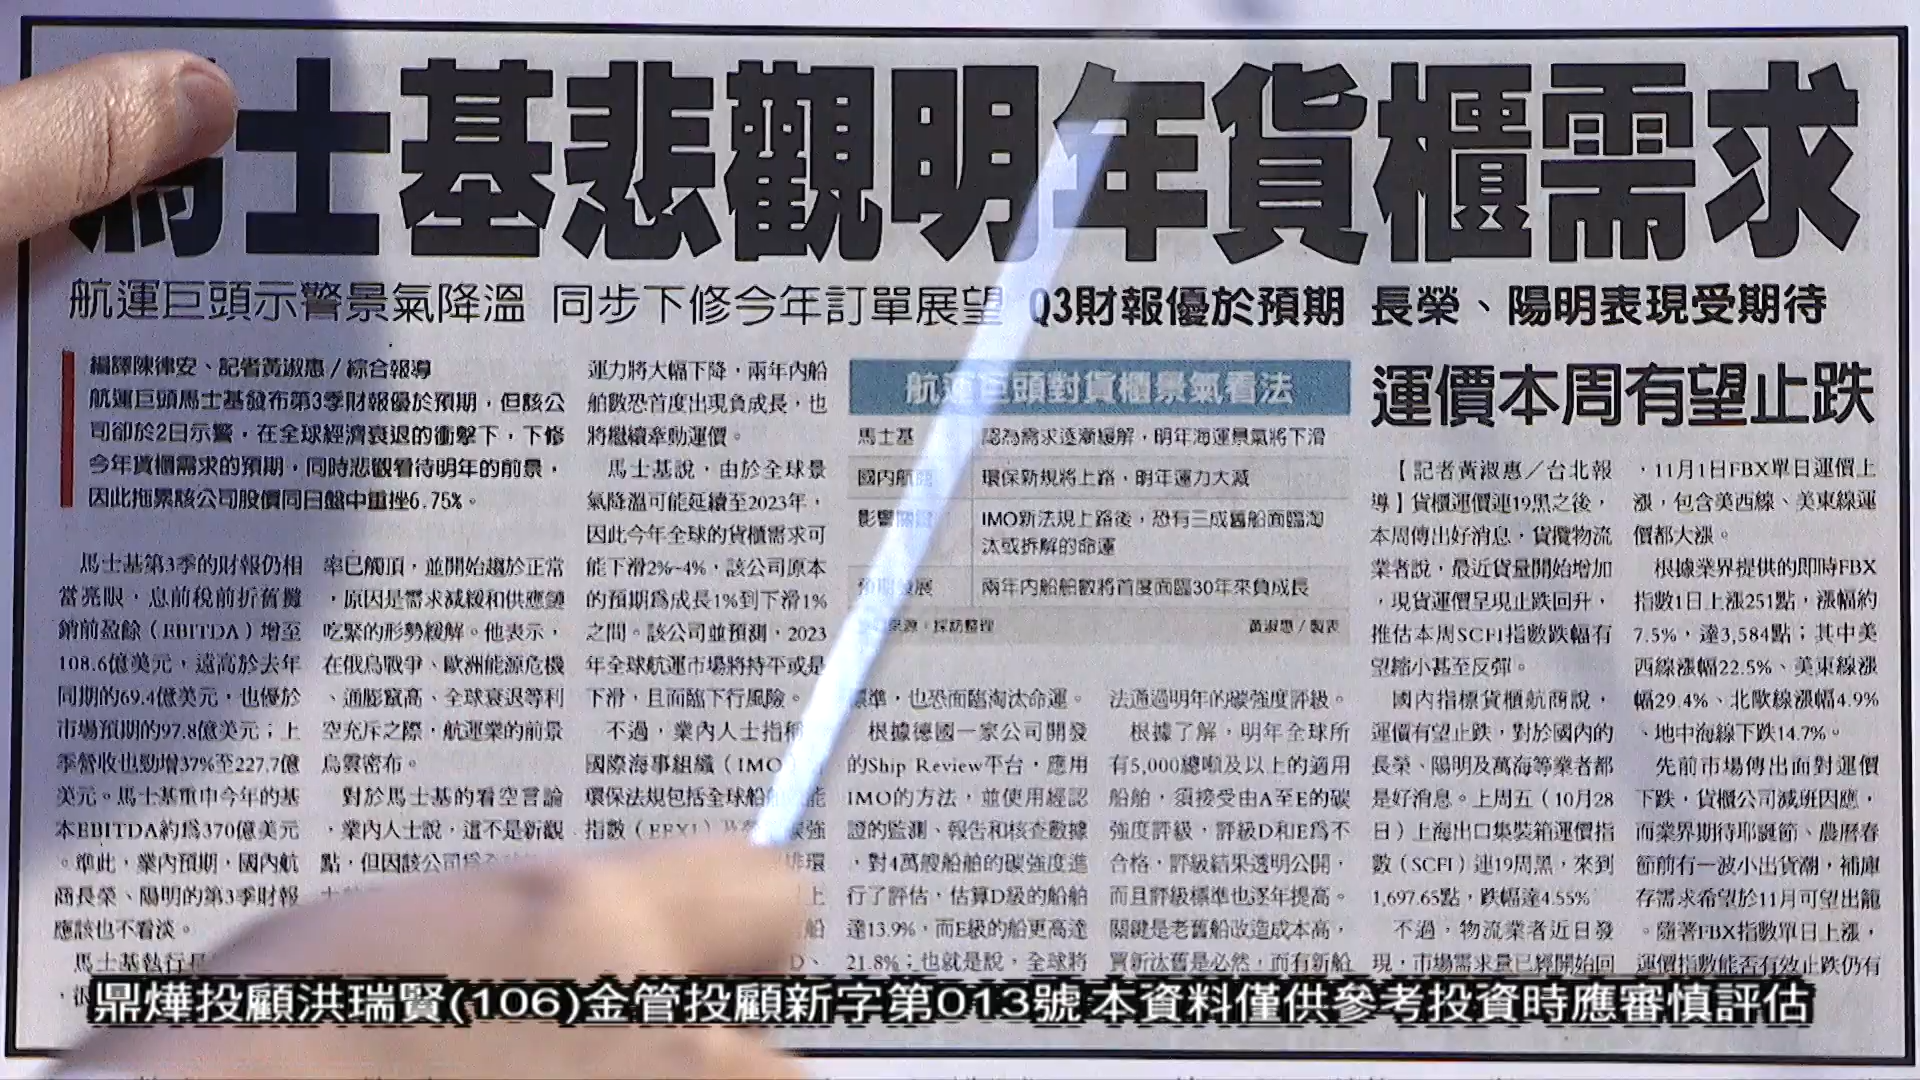 馬士基悲觀明年貨櫃需求
航運巨頭示警景氣降溫 同步下修今年訂單展望 Q3財報優於預期 長榮、陽明表現受期待
編譯陳律安、記者黃淑惠/綜合報導
航運巨頭馬士基發布第3季財報優於預期，但該公
司卻於2日示警，在全球經濟衰退的衝擊下，下修
今年貨櫃需求的預期，同時悲觀看待明年的前景，
因此拖累該公司股價同日盤中重挫6.75%。
馬士基第3季的財報仍相
當亮眼，息前稅前折舊攤
銷前盈餘（EBITDA）增至
108.6億美元，遠高於去年
同期的69.4億美元，也優於
市場預期的97.8億美元；上
季營收也勁增37%至227.7億
美元。馬士基重申今年的基
本EBITDA約為370億美元
。準此，業內預期，國內航
商長榮、陽明的第3季財報
應該也不看淡。
馬士基執行長
率已觸頂，並開始趨於正常
，原因是需求減緩和供應鏈
吃緊的形勢緩解。他表示，
在俄烏戰爭、歐洲能源危機
、通膨竄高、全球衰退等利
空充斥之際，航運業的前景
烏雲密布。
對於馬士基的看空言論
，業內人士說，這不是新觀
點，但因該公司為
運力將大幅下降，兩年內船
舶數恐首度出現負成長，也
將繼續牽動運價。
馬士基說，由於全球景
氣降溫可能延續至2023年，
因此今年全球的貨櫃需求可
能下滑2%~4%，該公司原本
的預期為成長1%到下滑1%
之間。該公司並預測，2023
年全球航運市場將持平或是
下滑，且面臨下行風險。
不過，業內人士指稱
國際海事組織（IMO
環保法規包括全球船舶 能
指數（EEXI）及 碳強
排環
上
船
D、
航運巨頭對貨櫃景氣看法
馬士基 認為需求逐漸緩解，明年海運景氣將下滑
國內航商 環保新規將上路，明年運力大減
影響關鍵 IMO新法規上路後，恐有三成舊船面臨淘
汰或拆解的命運
預期發展 兩年內船舶數將首度面臨30年來負成長
來源：採訪整理 黃淑惠/製表
標準，也恐面臨淘汰命運。
根據德國一家公司開發
的Ship Review平台，應用
IMO的方法，並使用經認
證的監測、報告和核查數據
，對4萬艘船舶的碳強度進
行了評估，估算D級的船舶
達13.9%，而E級的船更高達
21.8%；也就是說，全球將
法通過明年的碳強度評級。
根據了解，明年全球所
有5,000總噸及以上的適用
船舶，須接受由A至E的碳
強度評級，評級D和E為不
合格，評級結果透明公開，
而且評級標準也逐年提高。
關鍵是老舊船改造成本高，
買新汰舊是必然，而有新船
運價本周有望止跌
【記者黃淑惠/台北報
導】貨櫃運價連19黑之後，
本周傳出好消息，貨攬物流
業者說，最近貨量開始增加
，現貨運價呈現止跌回升，
推估本周SCFI指數跌幅有
望縮小甚至反彈。
國內指標貨櫃航商說，
運價有望止跌，對於國內的
長榮、陽明及萬海等業者都
是好消息。上周五（10月28
日）上海出口集裝箱運價指
數（SCFI）連19周黑，來到
1,697.65點，跌幅達4.55%
不過，物流業者近日發
現，市場需求量已經開始回
，11月1日FBX單日運價上
漲，包含美西線、美東線運
價都大漲。
根據業界提供的即時FBX
指數1日上漲251點，漲幅約
7.5%，達3,584點；其中美
西線漲幅22.5%、美東線漲
幅29.4%、北歐線漲幅4.9%
、地中海線下跌14.7%。
先前市場傳出面對運價
下跌，貨櫃公司減班因應，
而業界期待耶誕節、農曆春
節前有一波小出貨潮，補庫
存需求希望於11月可望出籠
。隨著FBX指數單日上漲，
運價指數能否有效止跌仍有
鼎燁投顧洪瑞賢(106)金管投顧新字第013號 本資料僅供參考投資時應審慎評估